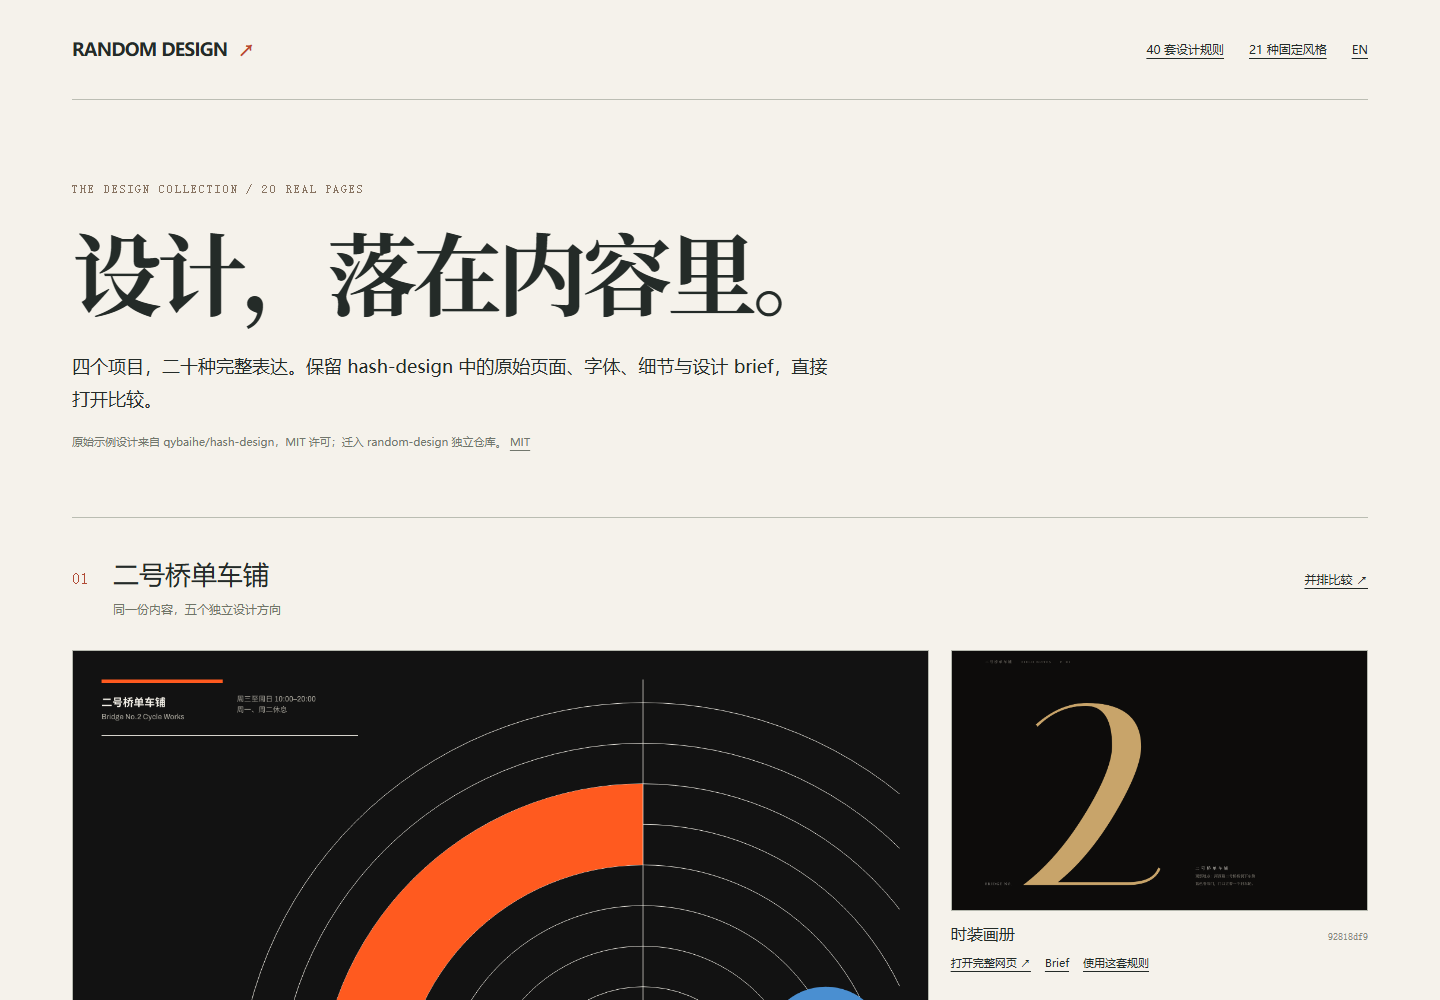 RANDOM DESIGN ↗
40 套设计规则
21 种固定风格
EN
THE DESIGN COLLECTION / 20 REAL PAGES
设计，落在内容里。
四个项目，二十种完整表达。保留 hash-design 中的原始页面、字体、细节与设计 brief，直接
打开比较。
原始示例设计来自 qybaihe/hash-design，MIT 许可；迁入 random-design 独立仓库。 MIT
01 二号桥单车铺
并排比较 ↗
同一份内容，五个独立设计方向
二号桥单车铺
Bridge No.2 Cycle Works
周三至周日 10:00–20:00
周一、周二休息
2
二号桥单车铺
时装画册
92818df9
打开完整网页 ↗ Brief 使用这套规则